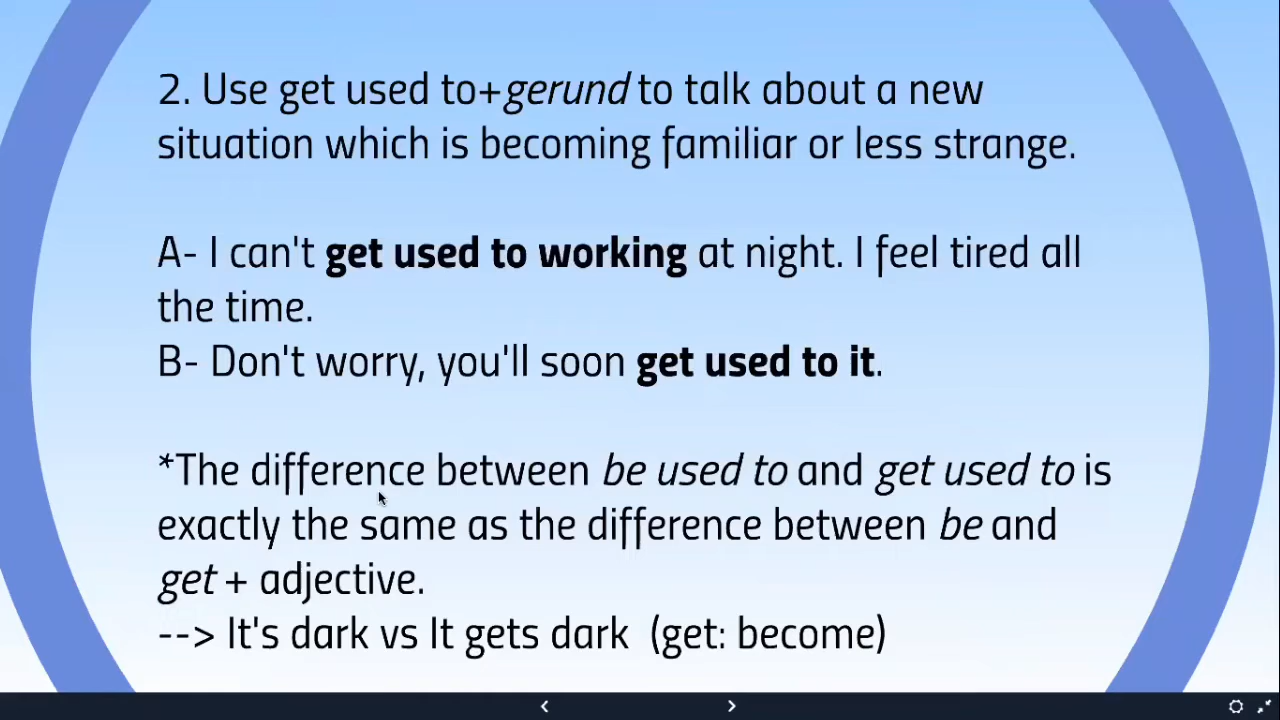 2. Use get used to+gerund to talk about a new
situation which is becoming familiar or less strange.
A- I can't get used to working at night. I feel tired all
the time.
B- Don't worry, you'll soon get used to it.
*The difference between be used to and get used to is
exactly the same as the difference between be and
get + adjective.
--> It's dark vs It gets dark (get: become)